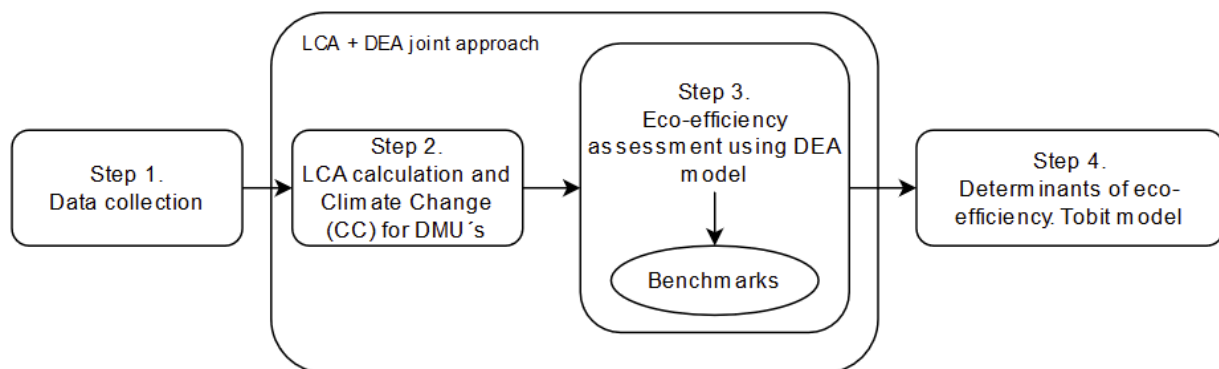 LCA + DEA joint approach
Step 1.
Data collection
Step 2.
LCA calculation and
Climate Change
(CC) for DMU´s
Step 3.
Eco-efficiency
assessment using DEA
model
Benchmarks
Step 4.
Determinants of eco-
efficiency. Tobit model